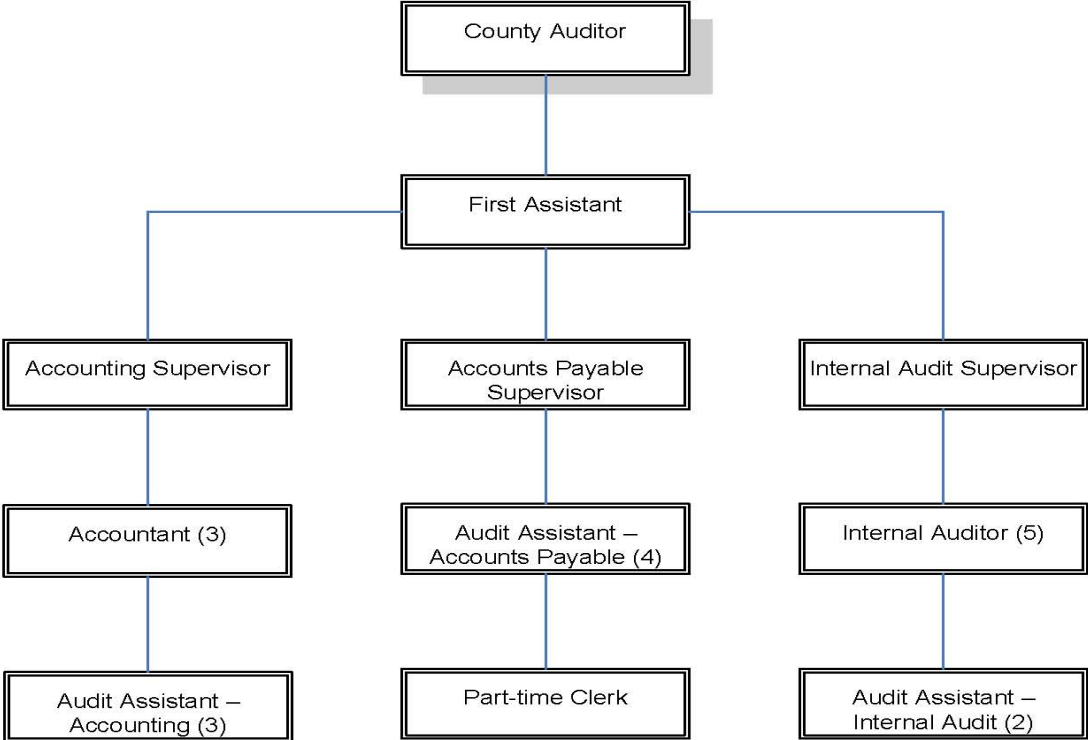 County Auditor
First Assistant
Accounting Supervisor
Accounts Payable
Supervisor
Internal Audit Supervisor
Accountant (3)
Audit Assistant –
Accounts Payable (4)
Internal Auditor (5)
Audit Assistant –
Accounting (3)
Part-time Clerk
Audit Assistant –
Internal Audit (2)